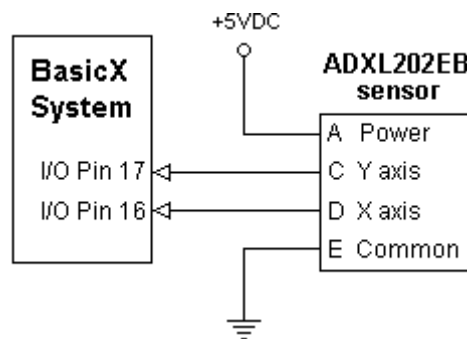 +5VDC
BasicX
System
I/O Pin 17
I/O Pin 16
ADXL202EB
sensor
A Power
C Y axis
D X axis
E Common